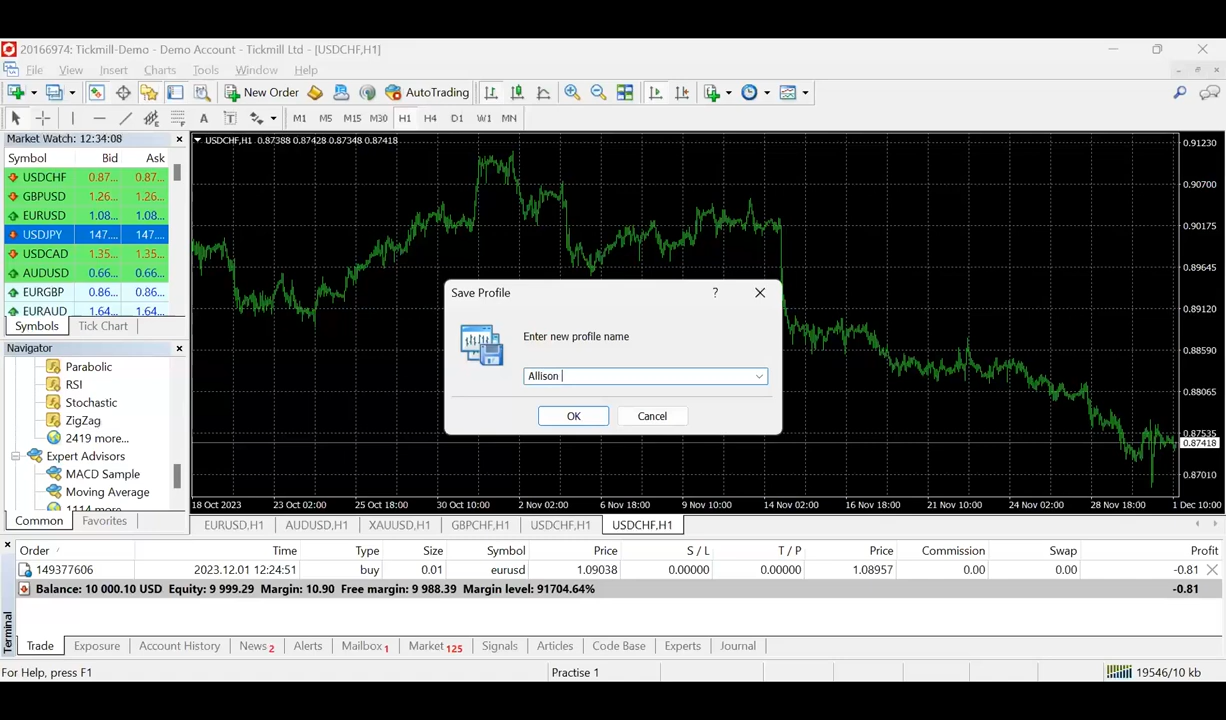 20166974: Tickmill-Demo - Demo Account - Tickmill Ltd - [USDCHF,H1]
File View Insert Charts Tools Window Help
New Order AutoTrading
A T M1 M5 M15 M30 H1 H4 D1 W1 MN
Market Watch: 12:34:08
Symbol Bid Ask
USDCHF 0.87... 0.87...
GBPUSD 1.26... 1.26...
EURUSD 1.08... 1.08...
USDJPY 147.... 147....
USDCAD 1.35... 1.35...
AUDUSD 0.66... 0.66...
EURGBP 0.86... 0.86...
EURAUD 1.64... 1.64...
Symbols Tick Chart
Navigator
Parabolic
RSI
Stochastic
ZigZag
2419 more...
Expert Advisors
MACD Sample
Moving Average
1114 more...
Common Favorites
USDCHF,H1 0.87388 0.87428 0.87348 0.87418
0.91230
0.90700
0.90175
0.89645
0.89120
0.88590
0.88065
0.87535
0.87418
0.87010
Save Profile ?
Enter new profile name
Allison
OK Cancel
18 Oct 2023 23 Oct 02:00 25 Oct 18:00 30 Oct 10:00 2 Nov 02:00 6 Nov 18:00 9 Nov 10:00 14 Nov 02:00 16 Nov 18:00 21 Nov 10:00 24 Nov 02:00 28 Nov 18:00 1 Dec 10:00
EURUSD,H1 AUDUSD,H1 XAUUSD,H1 GBPCHF,H1 USDCHF,H1 USDCHF,H1
Order Time Type Size Symbol Price S / L T / P Price Commission Swap Profit
149377606 2023.12.01 12:24:51 buy 0.01 eurusd 1.09038 0.00000 0.00000 1.08957 0.00 0.00 -0.81
Balance: 10 000.10 USD Equity: 9 999.29 Margin: 10.90 Free margin: 9 988.39 Margin level: 91704.64% -0.81
Terminal
Trade Exposure Account History News 2 Alerts Mailbox 1 Market 125 Signals Articles Code Base Experts Journal
For Help, press F1 Practise 1 19546/10 kb